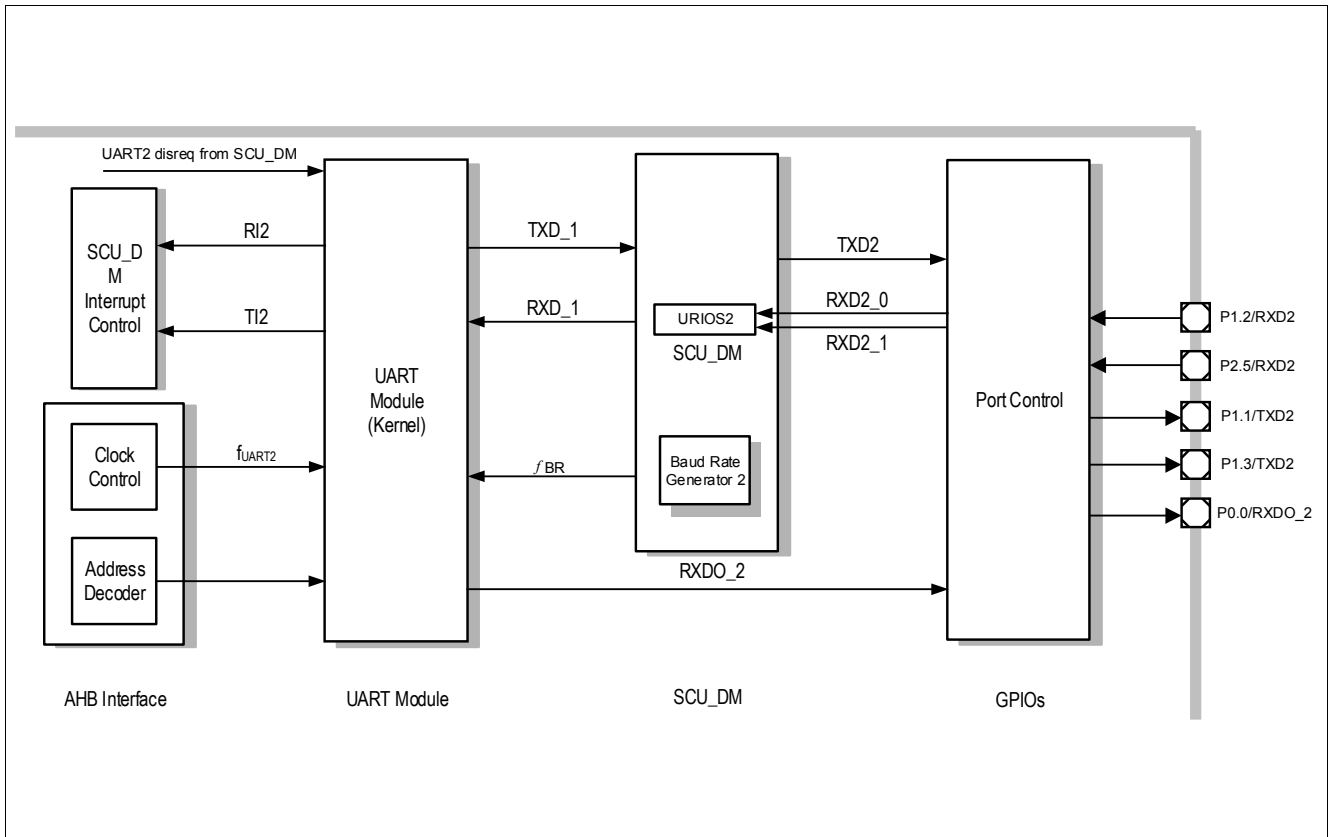 UART2 disreq from SCU_DM
SCU_D
M
Interrupt
Control
RI2
TI2
Clock
Control
fUART2
Address
Decoder
AHB Interface
UART
Module
(Kernel)
UART Module
TXD_1
RXD_1
f BR
RXDO_2
URIOS2
SCU_DM
Baud Rate
Generator 2
SCU_DM
TXD2
RXD2_0
RXD2_1
Port Control
GPIOs
P1.2/RXD2
P2.5/RXD2
P1.1/TXD2
P1.3/TXD2
P0.0/RXDO_2